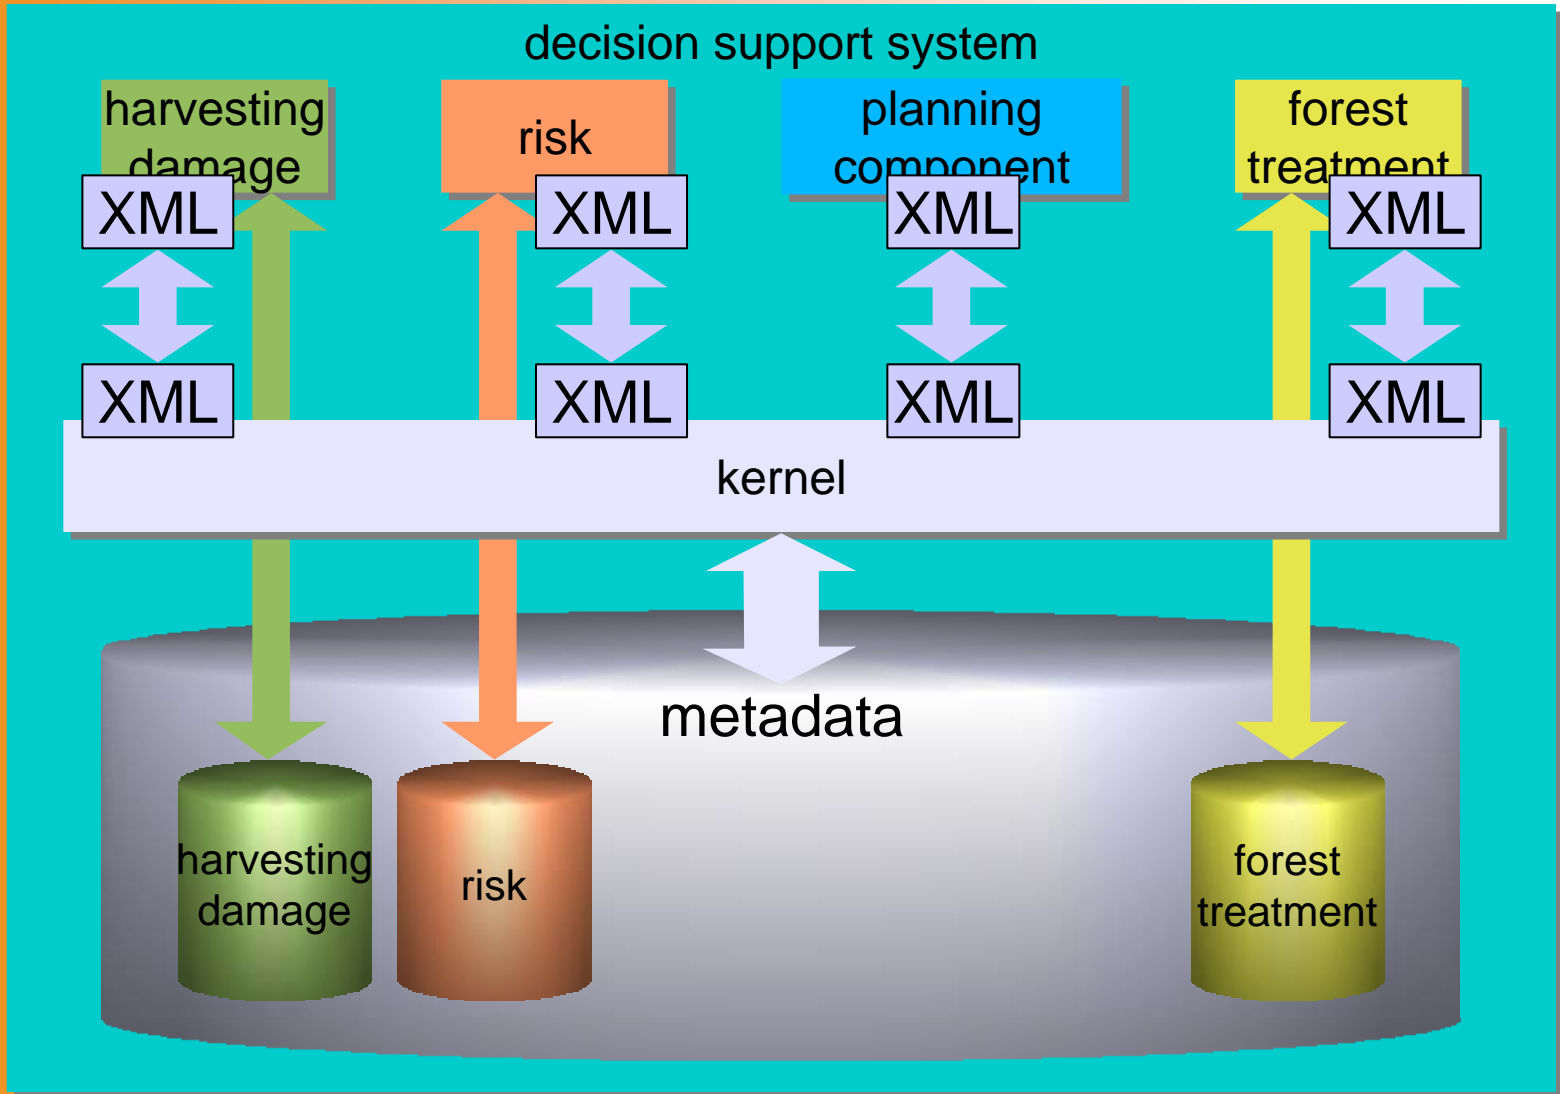 decision support system
harvesting
damage
risk
planning
component
forest
treatment
XML
XML
XML
XML
XML
XML
XML
XML
kernel
metadata
harvesting
damage
risk
forest
treatment